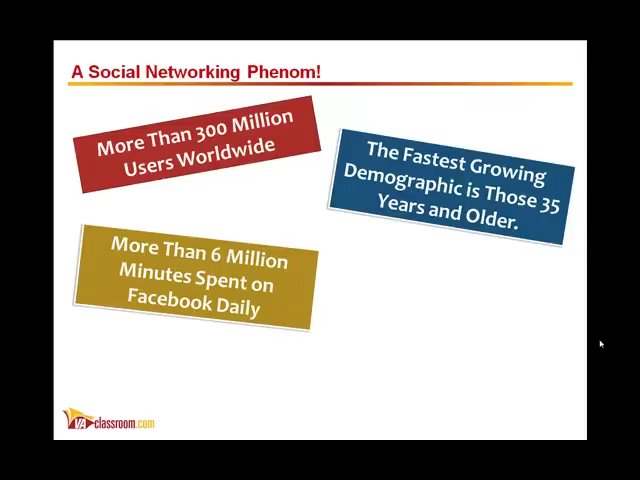 A Social Networking Phenom!
More Than 300 Million
Users Worldwide
The Fastest Growing
Demographic is Those 35
Years and Older.
More Than 6 Million
Minutes Spent on
Facebook Daily
VAclassroom.com